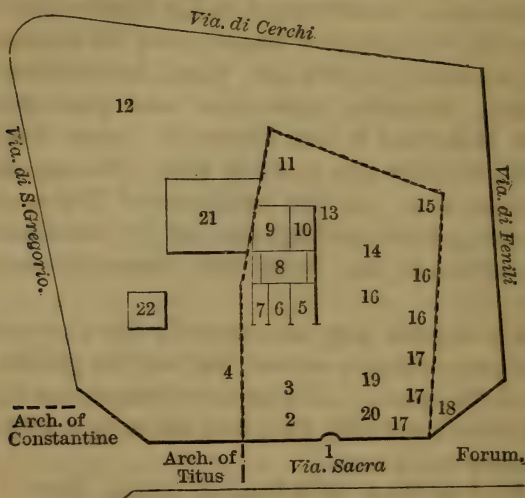 Via. di Cerchi
12
Via. di S. Gregorio.
Via. di Fenili
11
21
13
15
9
10
14
8
16
16
22
7
6
5
16
4
17
3
19
17
2
20
17
18
Arch. of
Constantine
1
Arch. of
Titus
Via. Sacra
Forum,